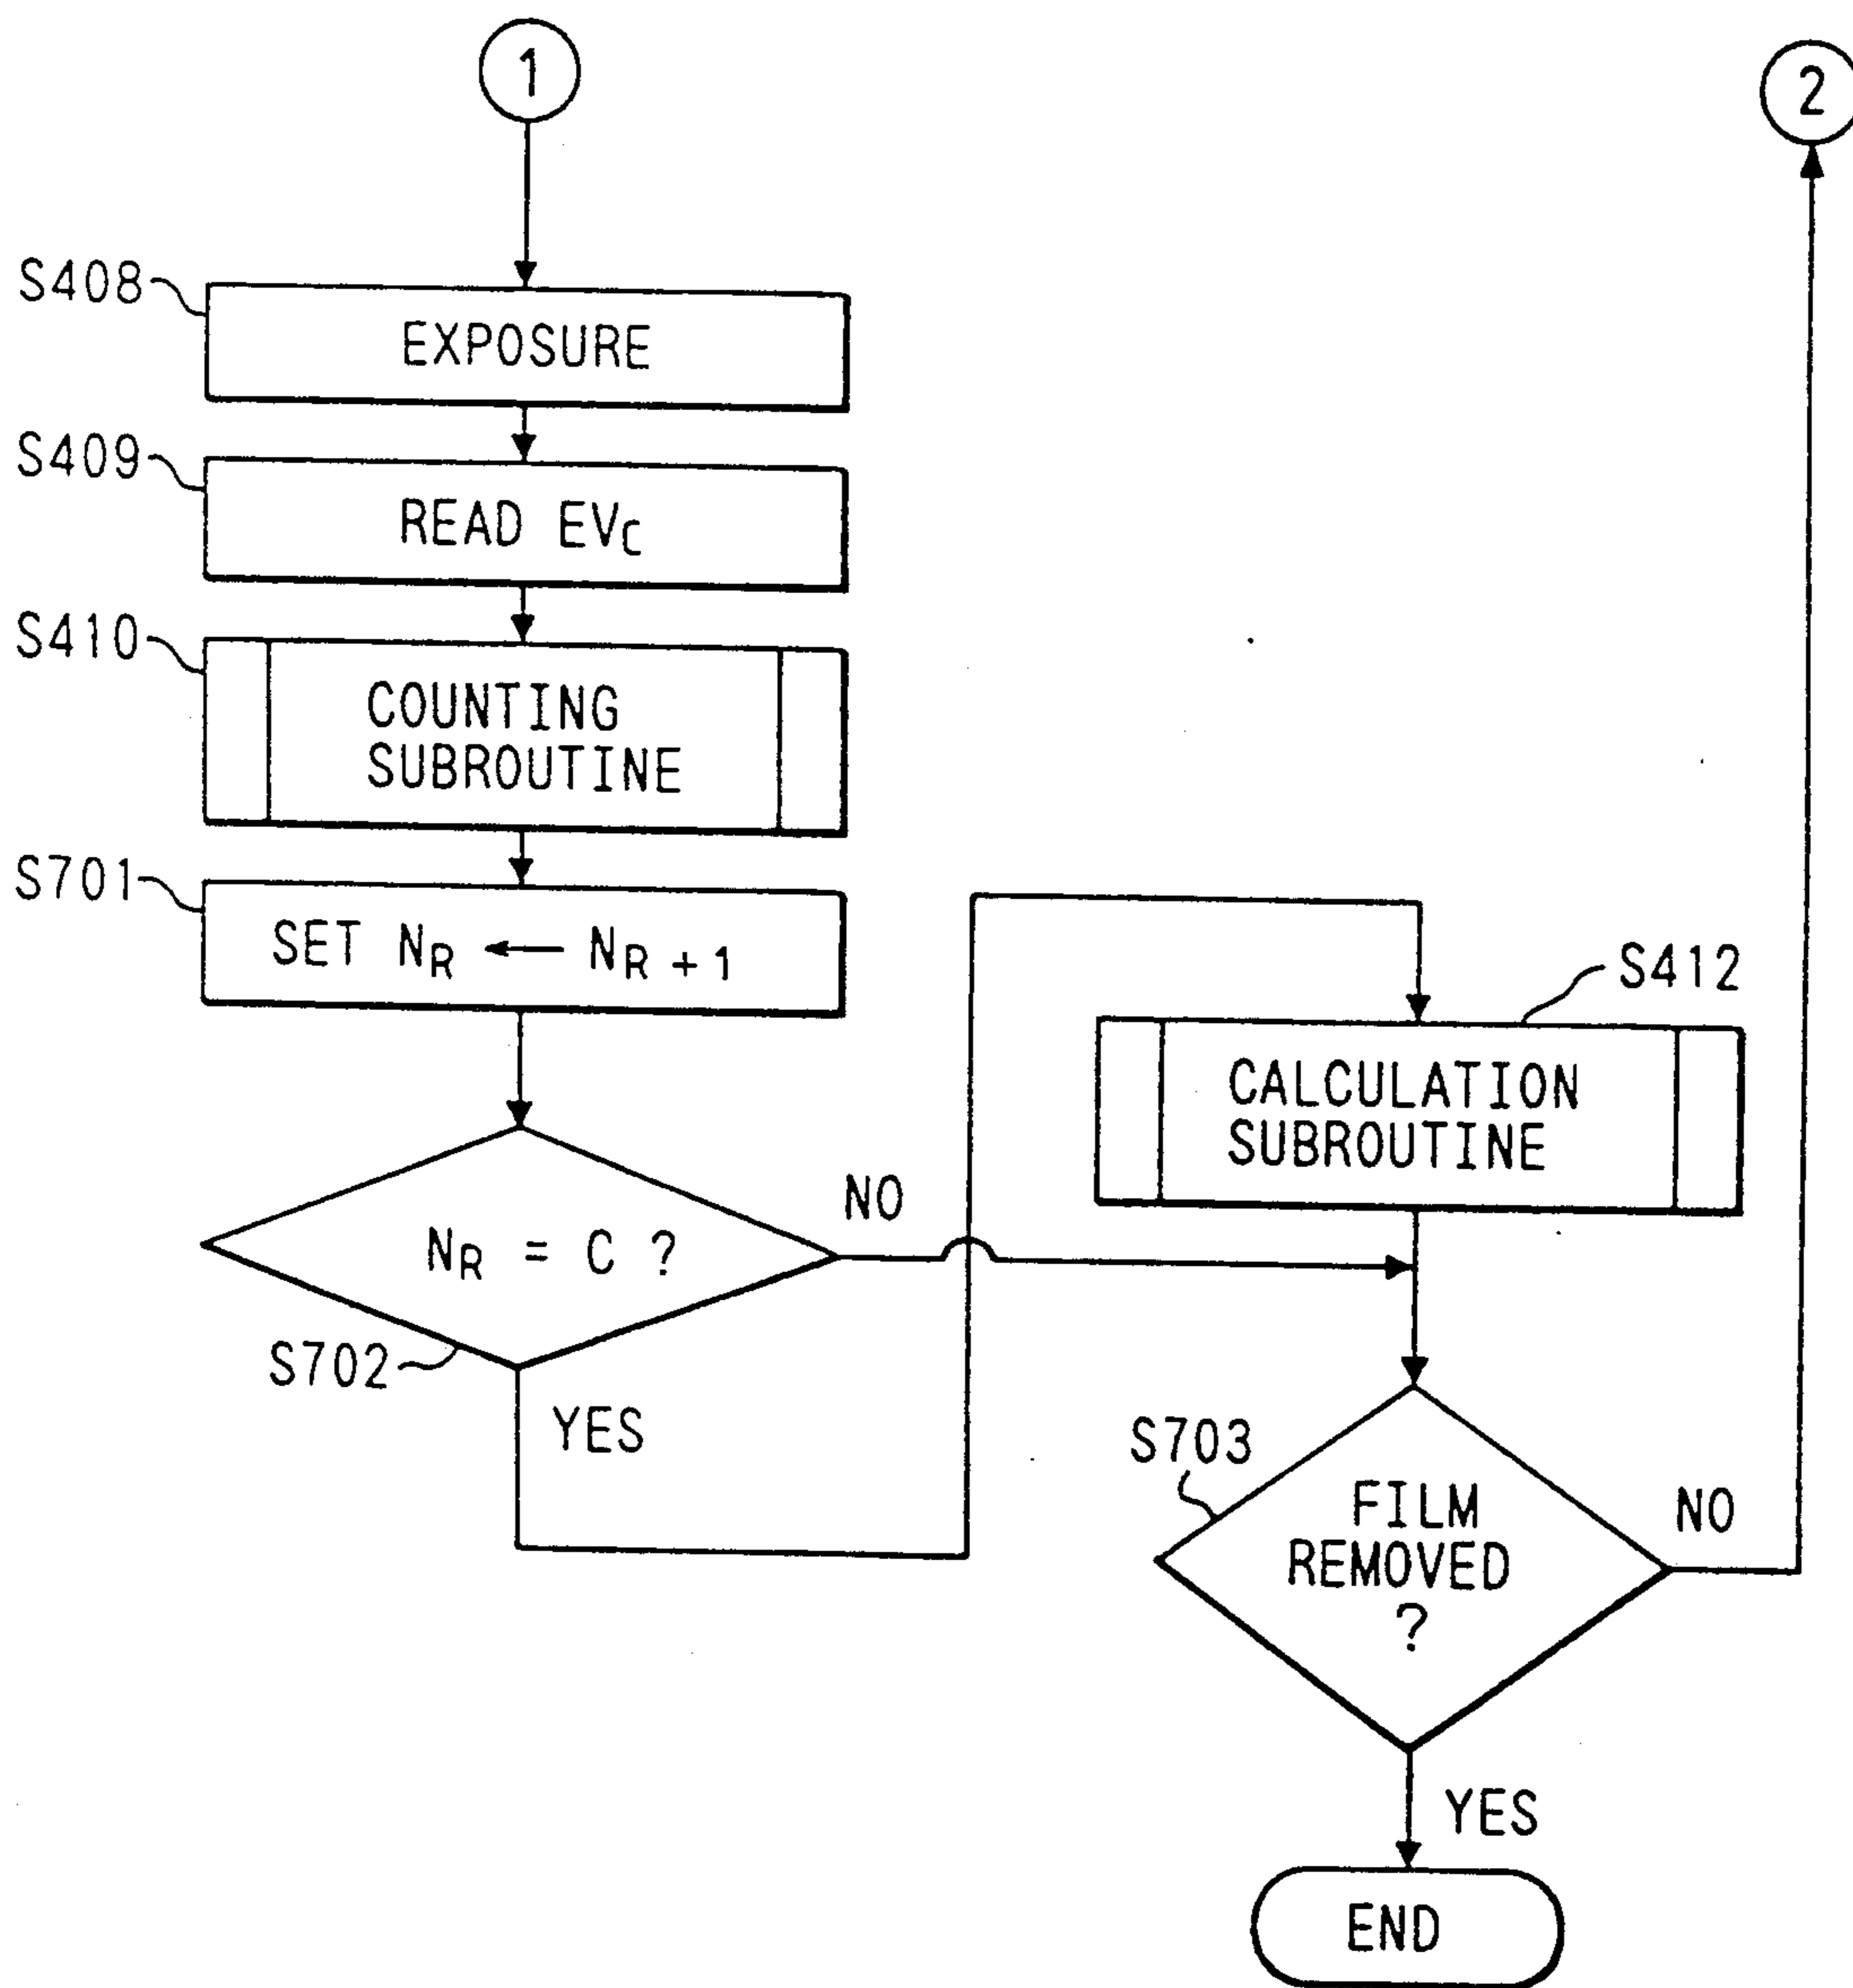 1
2
S408
EXPOSURE
S409
READ EVC
S410
COUNTING
SUBROUTINE
S701
SET NR ← NR + 1
S702
NR = C ?
NO
YES
S412
CALCULATION
SUBROUTINE
S703
FILM
REMOVED
?
NO
YES
END